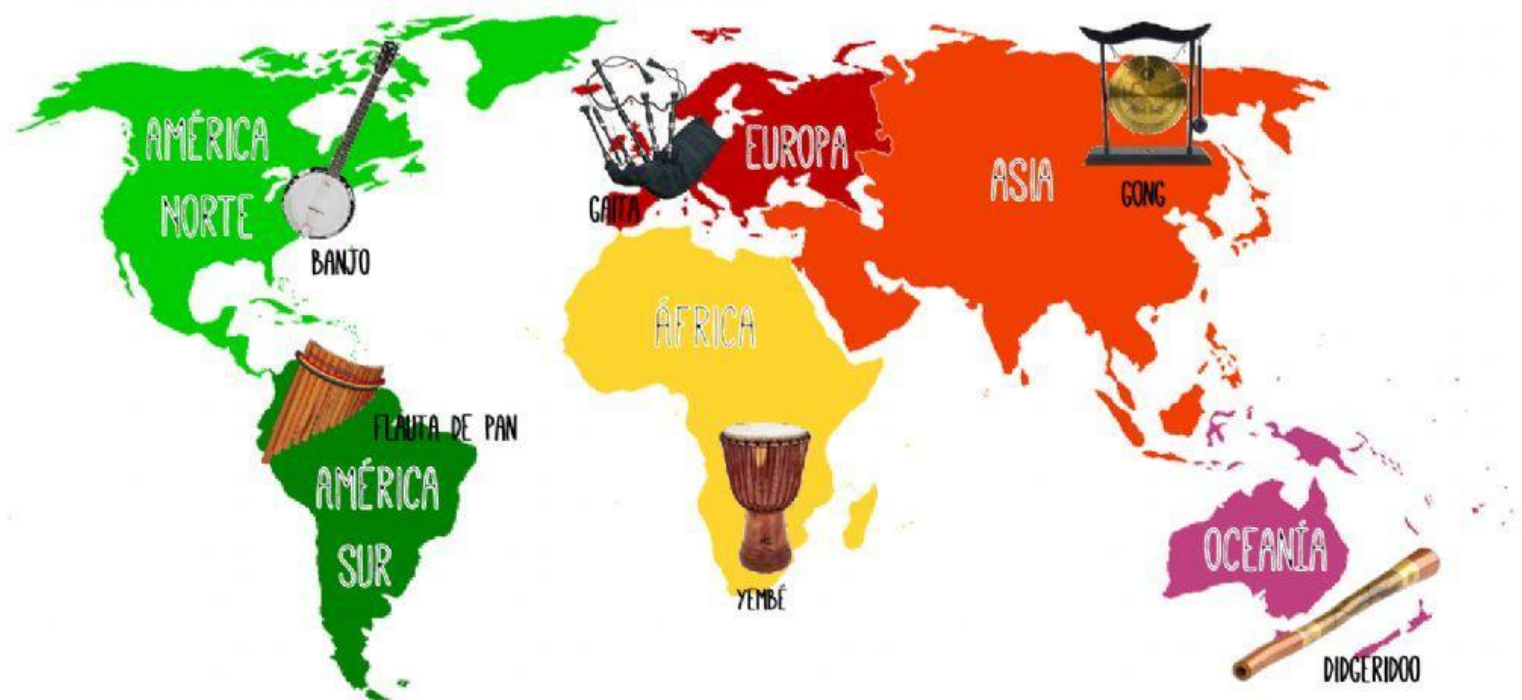 AMÉRICA
NORTE
BANJO
GAITA
EUROPA
ASIA
GONG
ÁFRICA
FLAUTA DE PAN
AMÉRICA
SUR
YEMBÉ
OCEANÍA
DIDGERIDOO